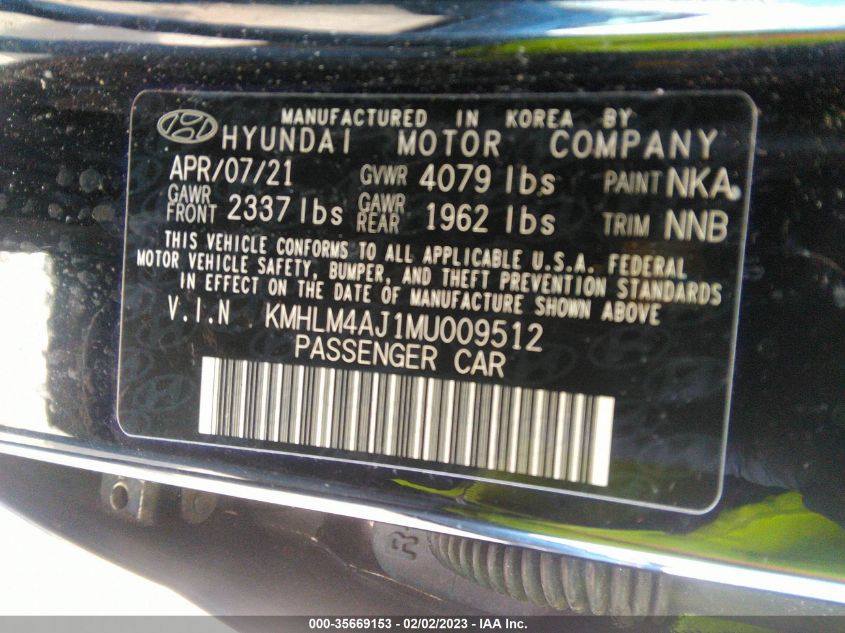 MANUFACTURED IN KOREA BY
HYUNDAI MOTOR COMPANY
APR/07/21 GVWR 4079 lbs PAINT NKA
GAWR FRONT 2337 lbs GAWR REAR 1962 lbs TRIM NNB
THIS VEHICLE CONFORMS TO ALL APPLICABLE U.S.A. FEDERAL
MOTOR VEHICLE SAFETY, BUMPER, AND THEFT PREVENTION STANDARDS
IN EFFECT ON THE DATE OF MANUFACTURE SHOWN ABOVE
V.I.N KMHLM4AJ1MU009512
PASSENGER CAR
000-35669153 - 02/02/2023 - IAA Inc.